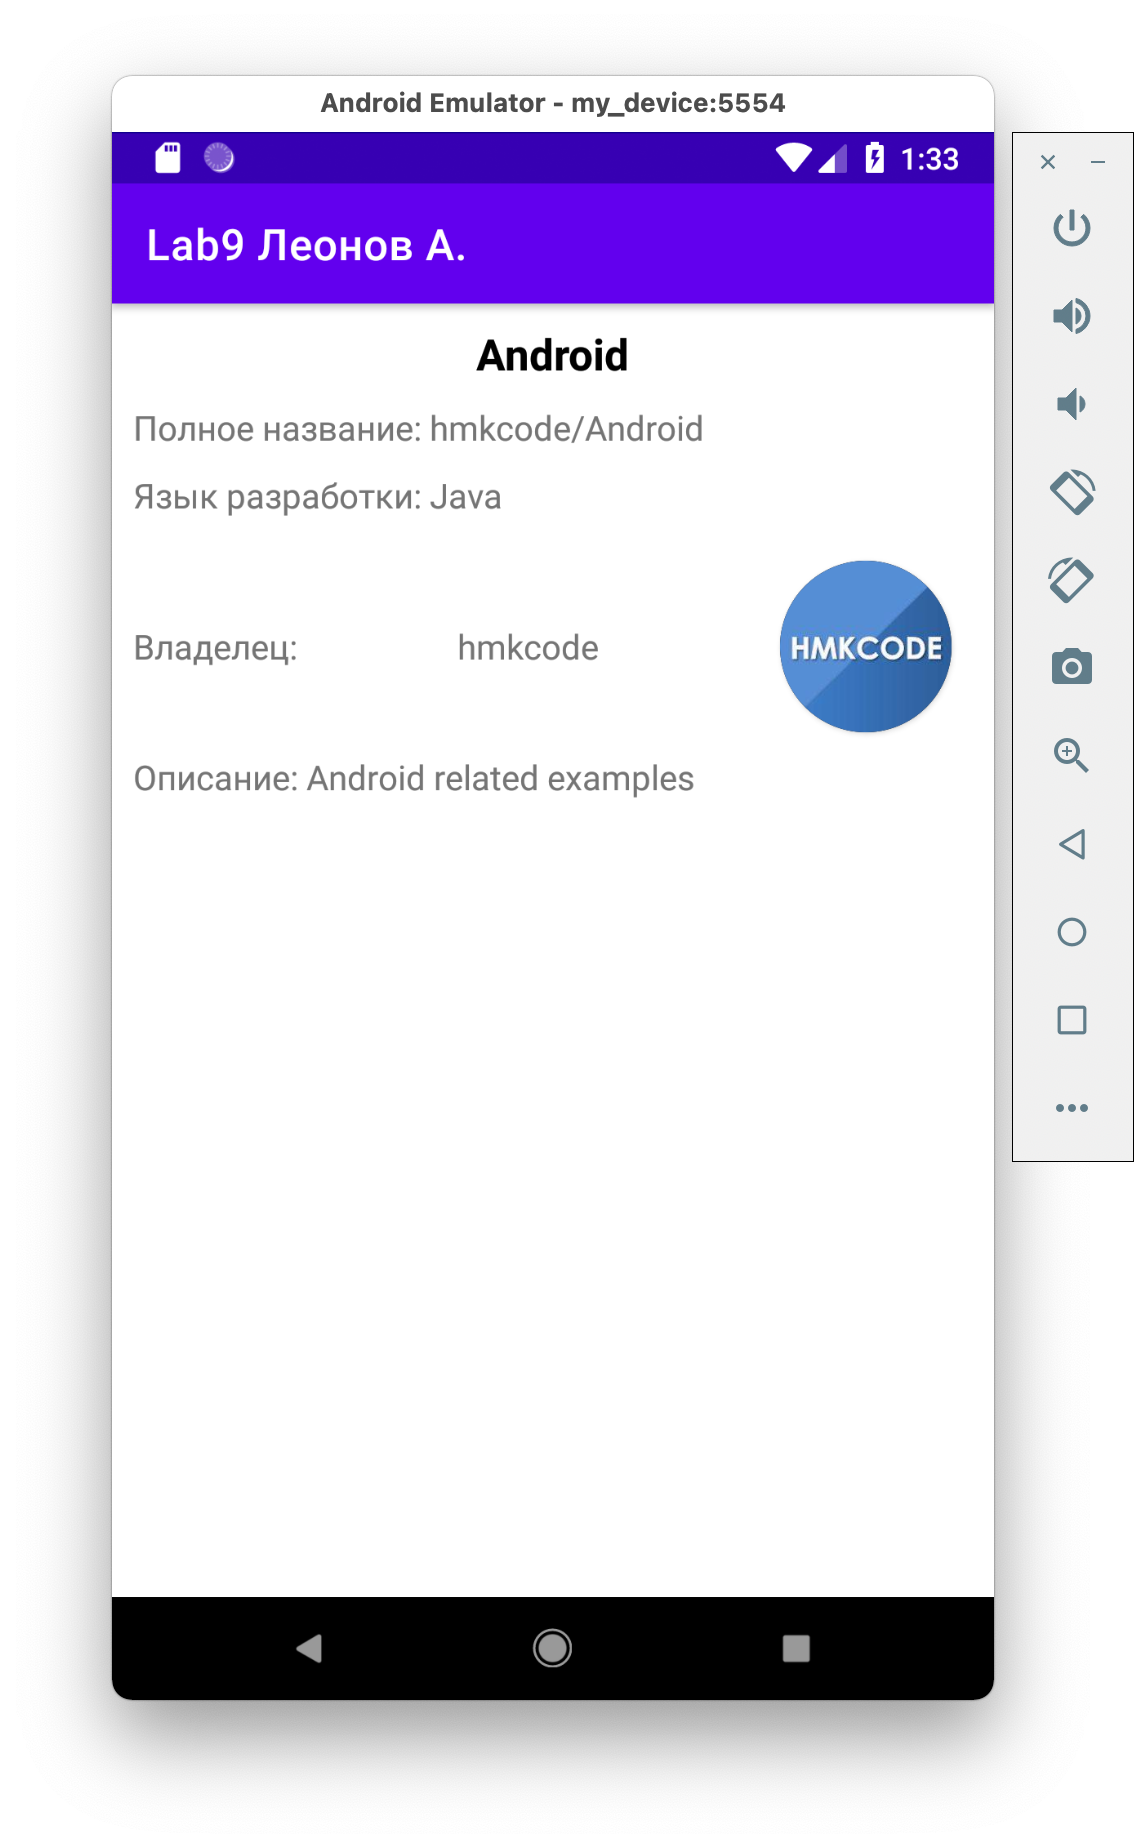 Android Emulator - my_device:5554
1:33
Lab9 Леонов А.
Android
Полное название: hmkcode/Android
Язык разработки: Java
Владелец: hmkcode HMKCODE
Описание: Android related examples